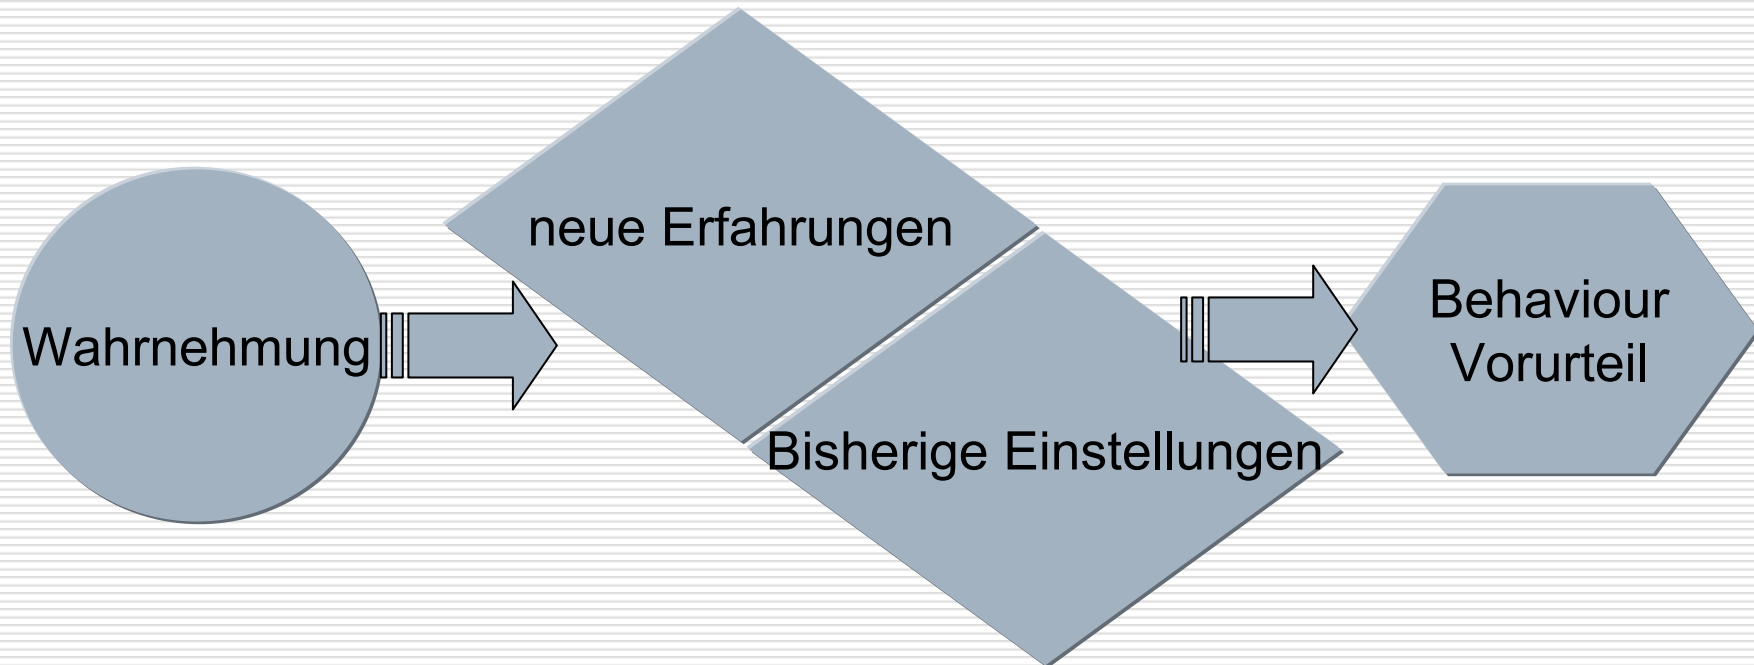 Wahrnehmung
neue Erfahrungen
Bisherige Einstellungen
Behaviour
Vorurteil